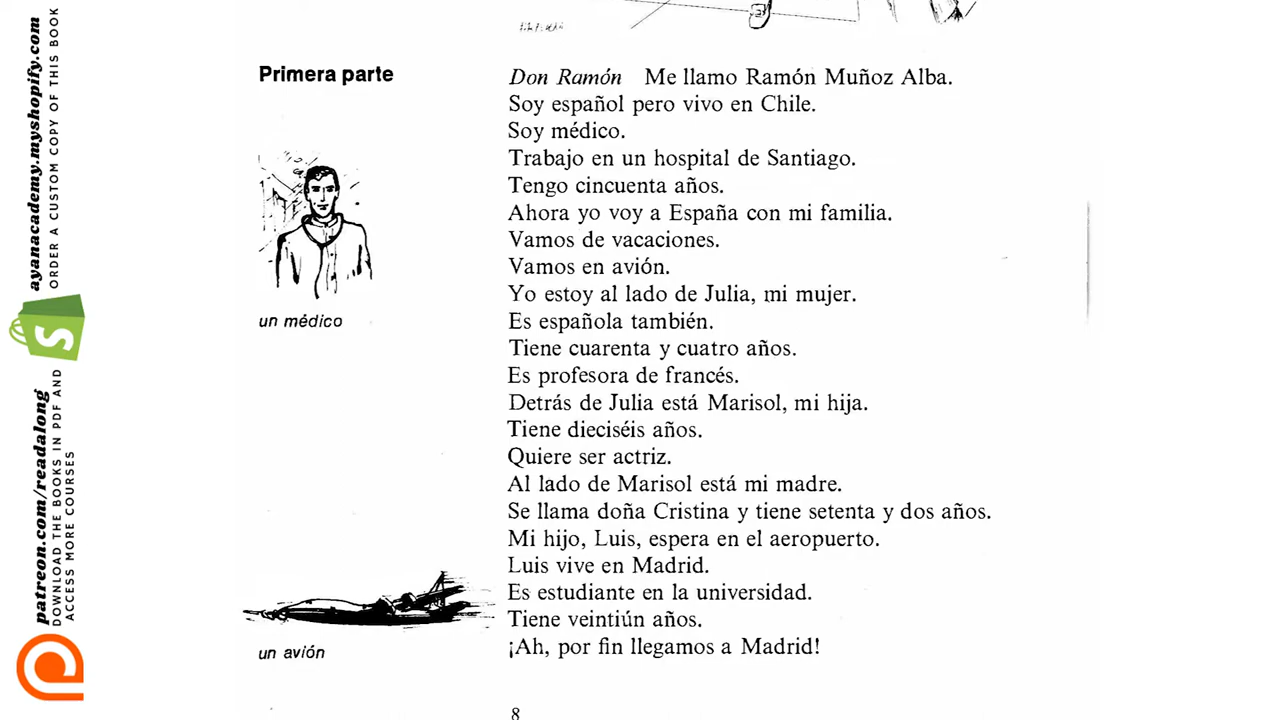 Primera parte
Don Ramón Me llamo Ramón Muñoz Alba.
Soy español pero vivo en Chile.
Soy médico.
Trabajo en un hospital de Santiago.
Tengo cincuenta años.
Ahora yo voy a España con mi familia.
Vamos de vacaciones.
Vamos en avión.
Yo estoy al lado de Julia, mi mujer.
Es española también.
Tiene cuarenta y cuatro años.
Es profesora de francés.
Detrás de Julia está Marisol, mi hija.
Tiene dieciséis años.
Quiere ser actriz.
Al lado de Marisol está mi madre.
Se llama doña Cristina y tiene setenta y dos años.
Mi hijo, Luis, espera en el aeropuerto.
Luis vive en Madrid.
Es estudiante en la universidad.
Tiene veintiún años.
¡Ah, por fin llegamos a Madrid!
un médico
un avión
8
ayanacademy.myshopify.com
ORDER A CUSTOM COPY OF THIS BOOK
patreon.com/readalong
DOWNLOAD THE BOOKS IN PDF AND
ACCESS MORE COURSES